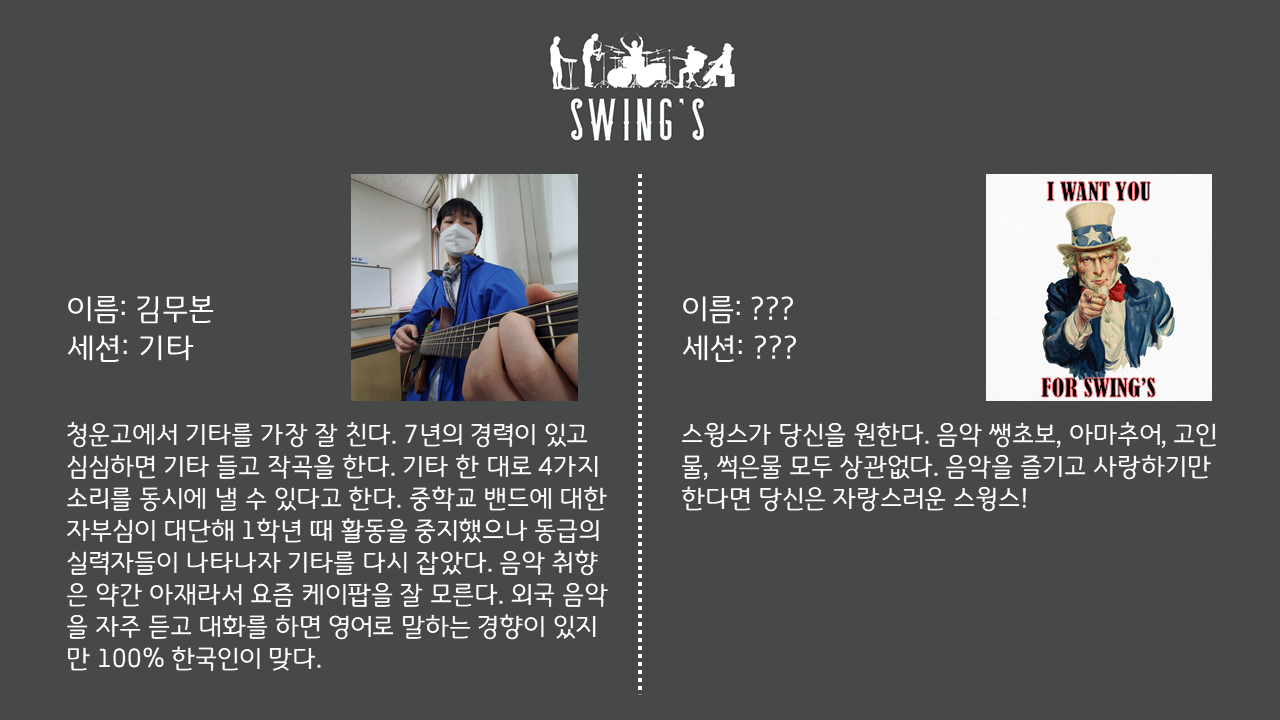 SWING'S
이름: 김무본
세션: 기타
청운고에서 기타를 가장 잘 친다. 7년의 경력이 있고
심심하면 기타 들고 작곡을 한다. 기타 한 대로 4가지
소리를 동시에 낼 수 있다고 한다. 중학교 밴드에 대한
자부심이 대단해 1학년 때 활동을 중지했으나 동급의
실력자들이 나타나자 기타를 다시 잡았다. 음악 취향
은 약간 아재라서 요즘 케이팝을 잘 모른다. 외국 음악
을 자주 듣고 대화를 하면 영어로 말하는 경향이 있지
만 100% 한국인이 맞다.
I WANT YOU
FOR SWING'S
이름: ???
세션: ???
스윙스가 당신을 원한다. 음악 쌩초보, 아마추어, 고인
물, 썩은물 모두 상관없다. 음악을 즐기고 사랑하기만
한다면 당신은 자랑스러운 스윙스!